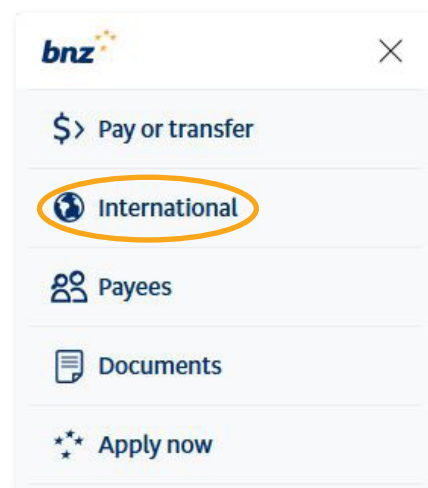 bnz
Pay or transfer
International
Payees
Documents
Apply now